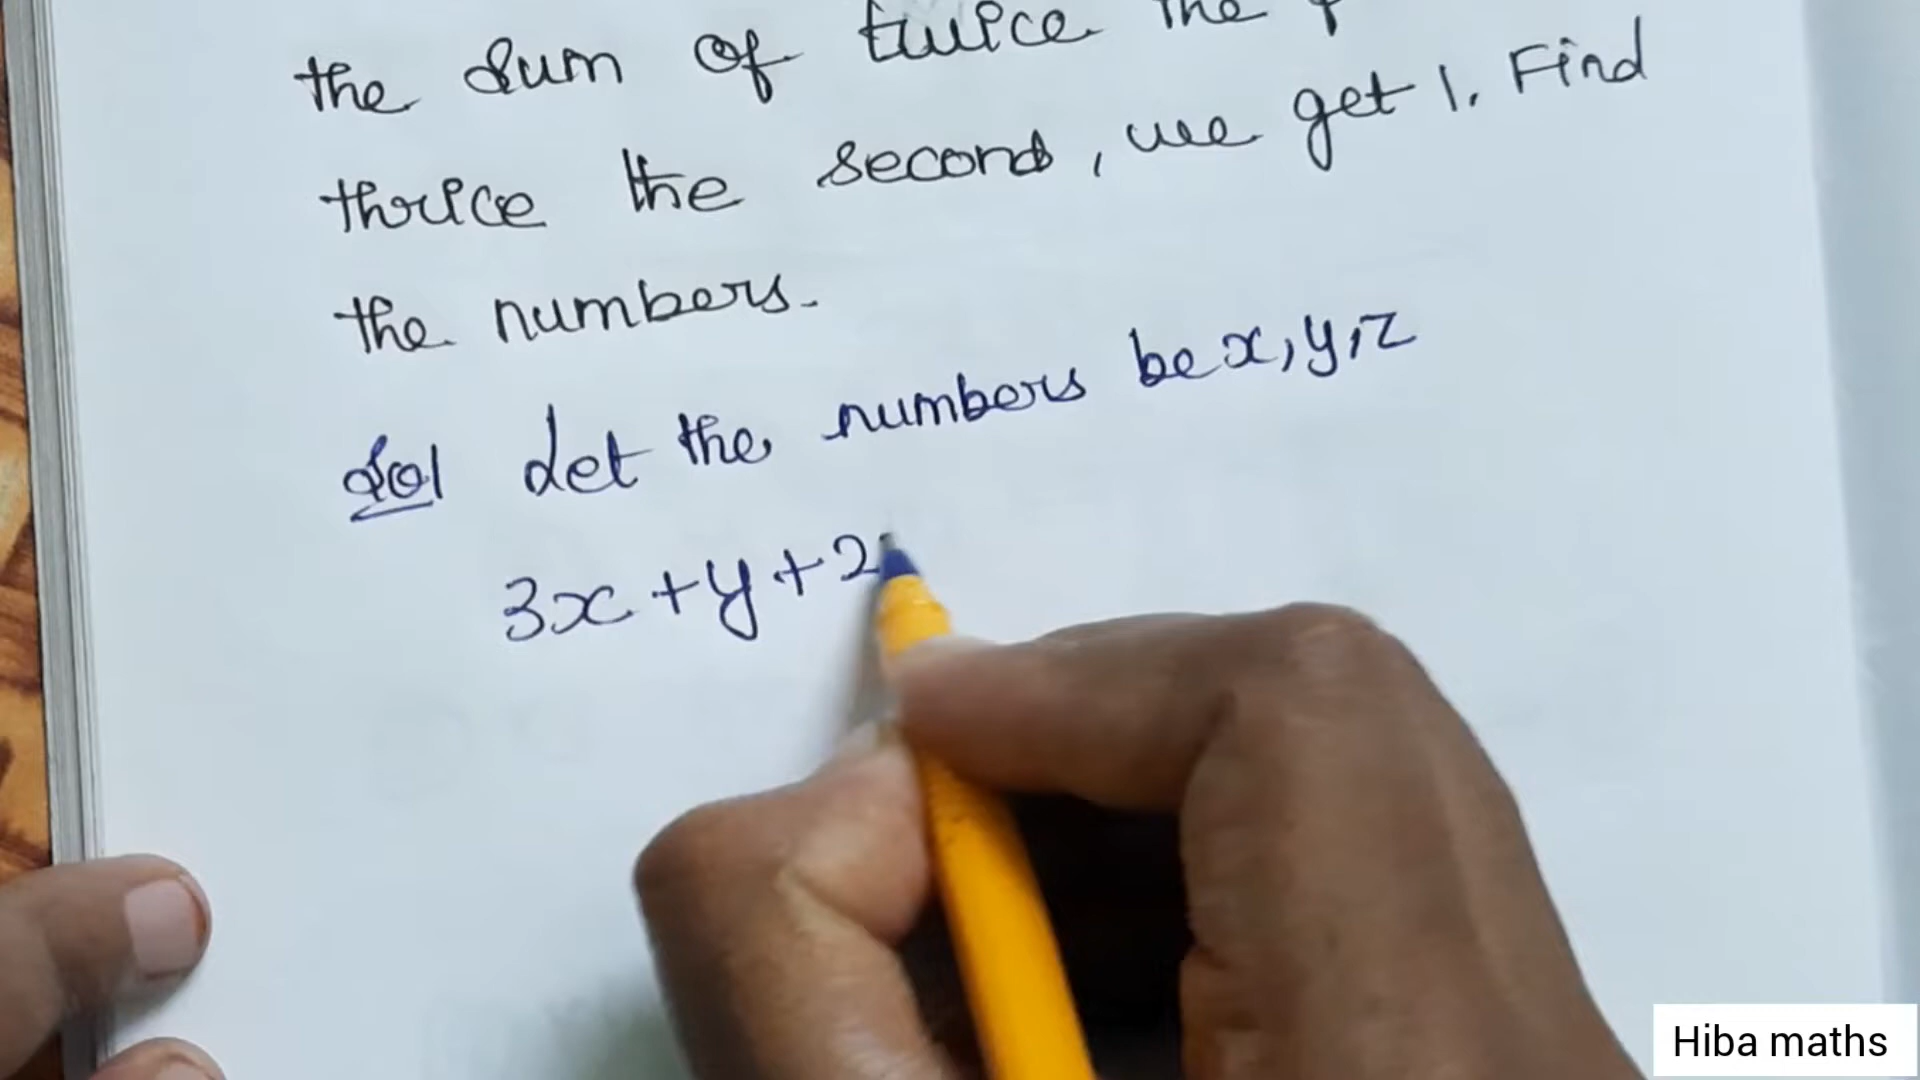 the sum of twice the
thrice the second, we get 1. Find
the numbers.
Sol Let the numbers be x, y, z
3x + y + 2
Hiba maths